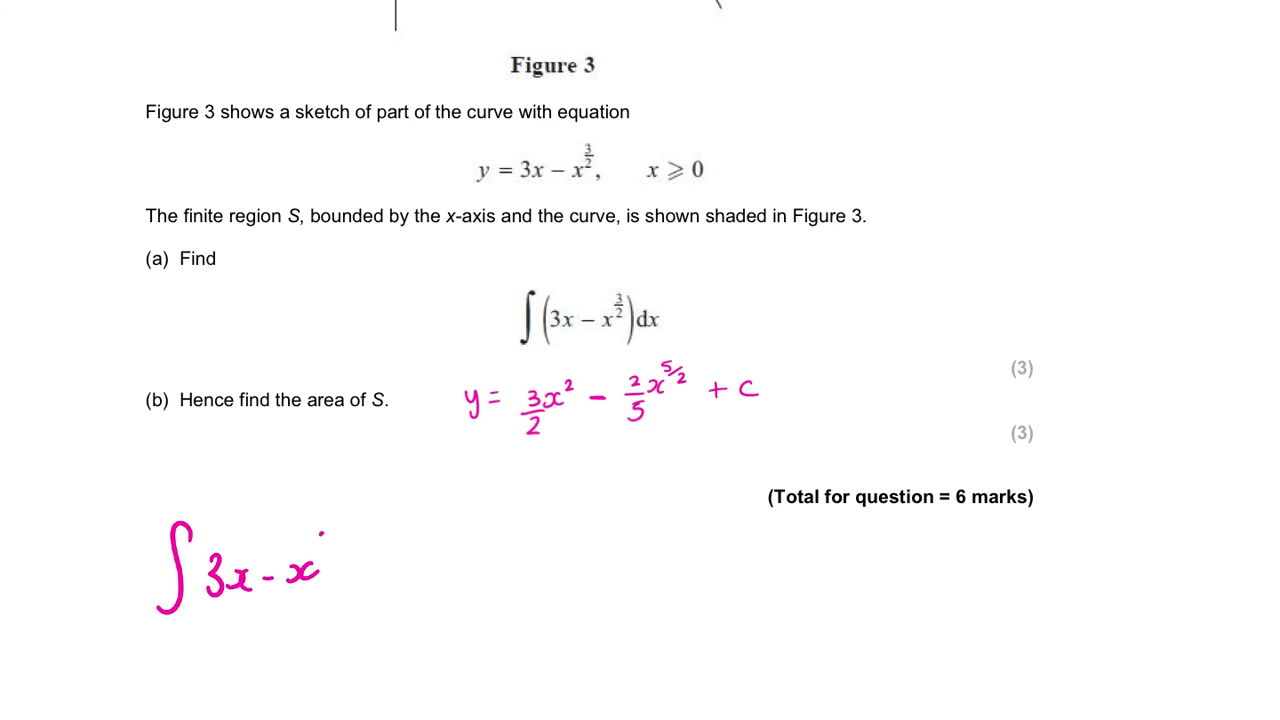 Figure 3
Figure 3 shows a sketch of part of the curve with equation
y = 3x − x^(3/2),   x ⩾ 0
The finite region S, bounded by the x-axis and the curve, is shown shaded in Figure 3.
(a) Find
∫ (3x − x^(3/2)) dx
(3)
(b) Hence find the area of S.
y = 3x²/2 − 2/5 x^(5/2) + c
(3)
(Total for question = 6 marks)
∫ 3x - x